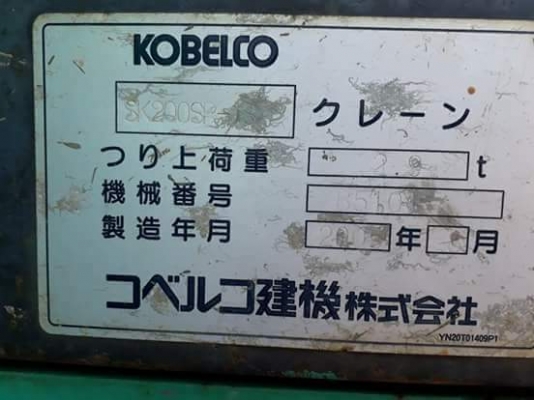 KOBELCO
クレーン
つり上荷重 t
機械番号
製造年月 年 月
コベルコ建機株式会社
YN20T01409P1